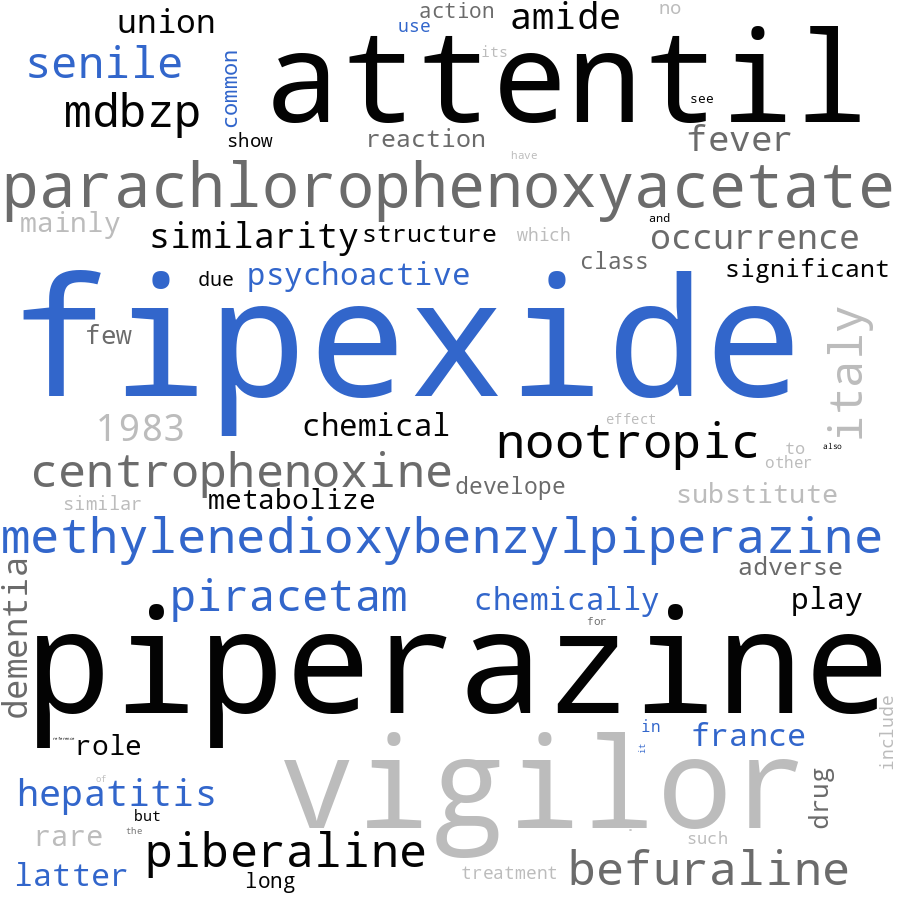 union
action
amide
no
use
attentil
senile
its
common
mdbzp
see
show
reaction
fever
have
parachlorophenoxyacetate
mainly
similarity
structure
which
and
occurrence
due
psychoactive
class
significant
fipexide
few
italy
1983
chemical
effect
nootropic
also
to
other
centrophenoxine
develope
similar
metabolize
substitute
methylenedioxybenzylpiperazine
dementia
adverse
piracetam
chemically
play
for
piperazine
include
reference
role
in
it
france
vigilor
drug
of
hepatitis
but
rare
the
such
piberaline
latter
long
treatment
befuraline